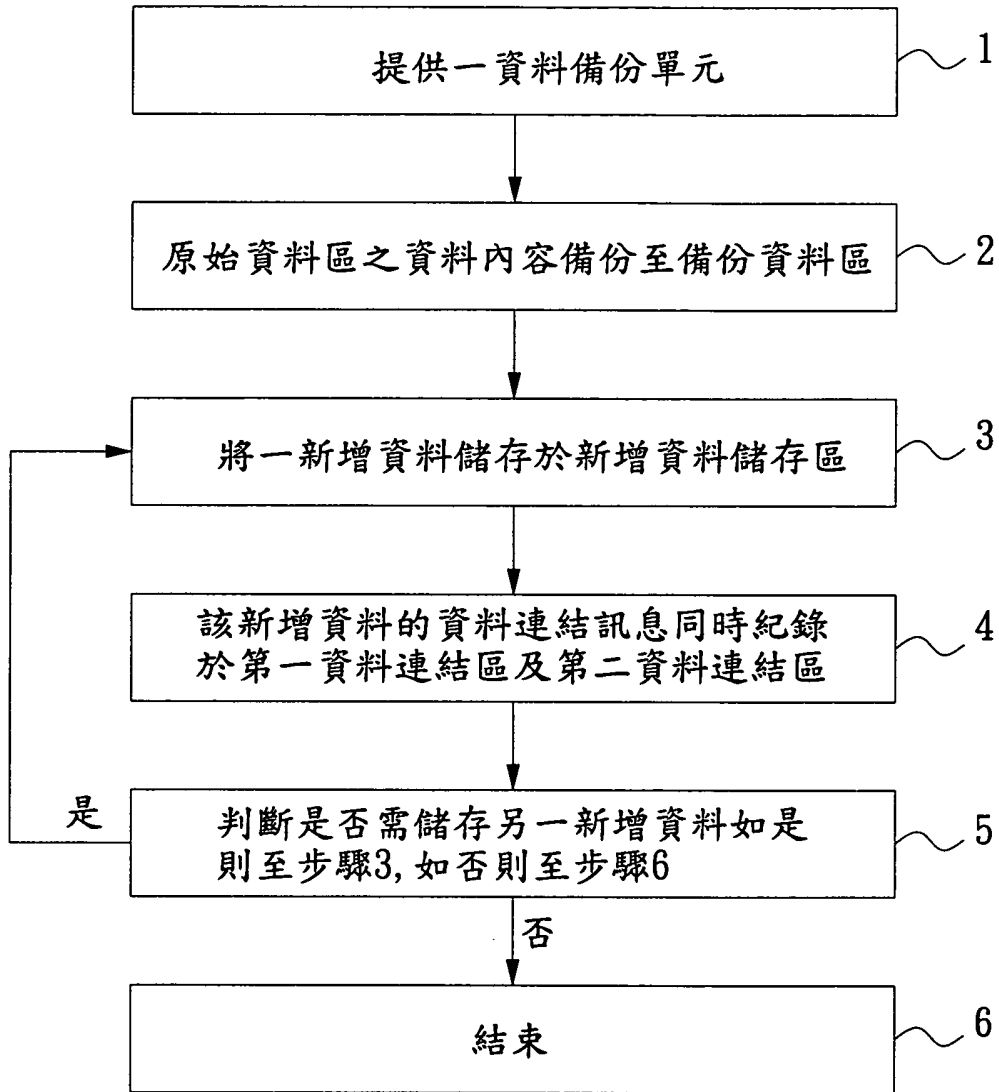 提供一資料備份單元
1
原始資料區之資料內容備份至備份資料區
2
將一新增資料儲存於新增資料儲存區
3
該新增資料的資料連結訊息同時紀錄
於第一資料連結區及第二資料連結區
4
判斷是否需儲存另一新增資料如是
則至步驟3,如否則至步驟6
5
是
否
結束
6